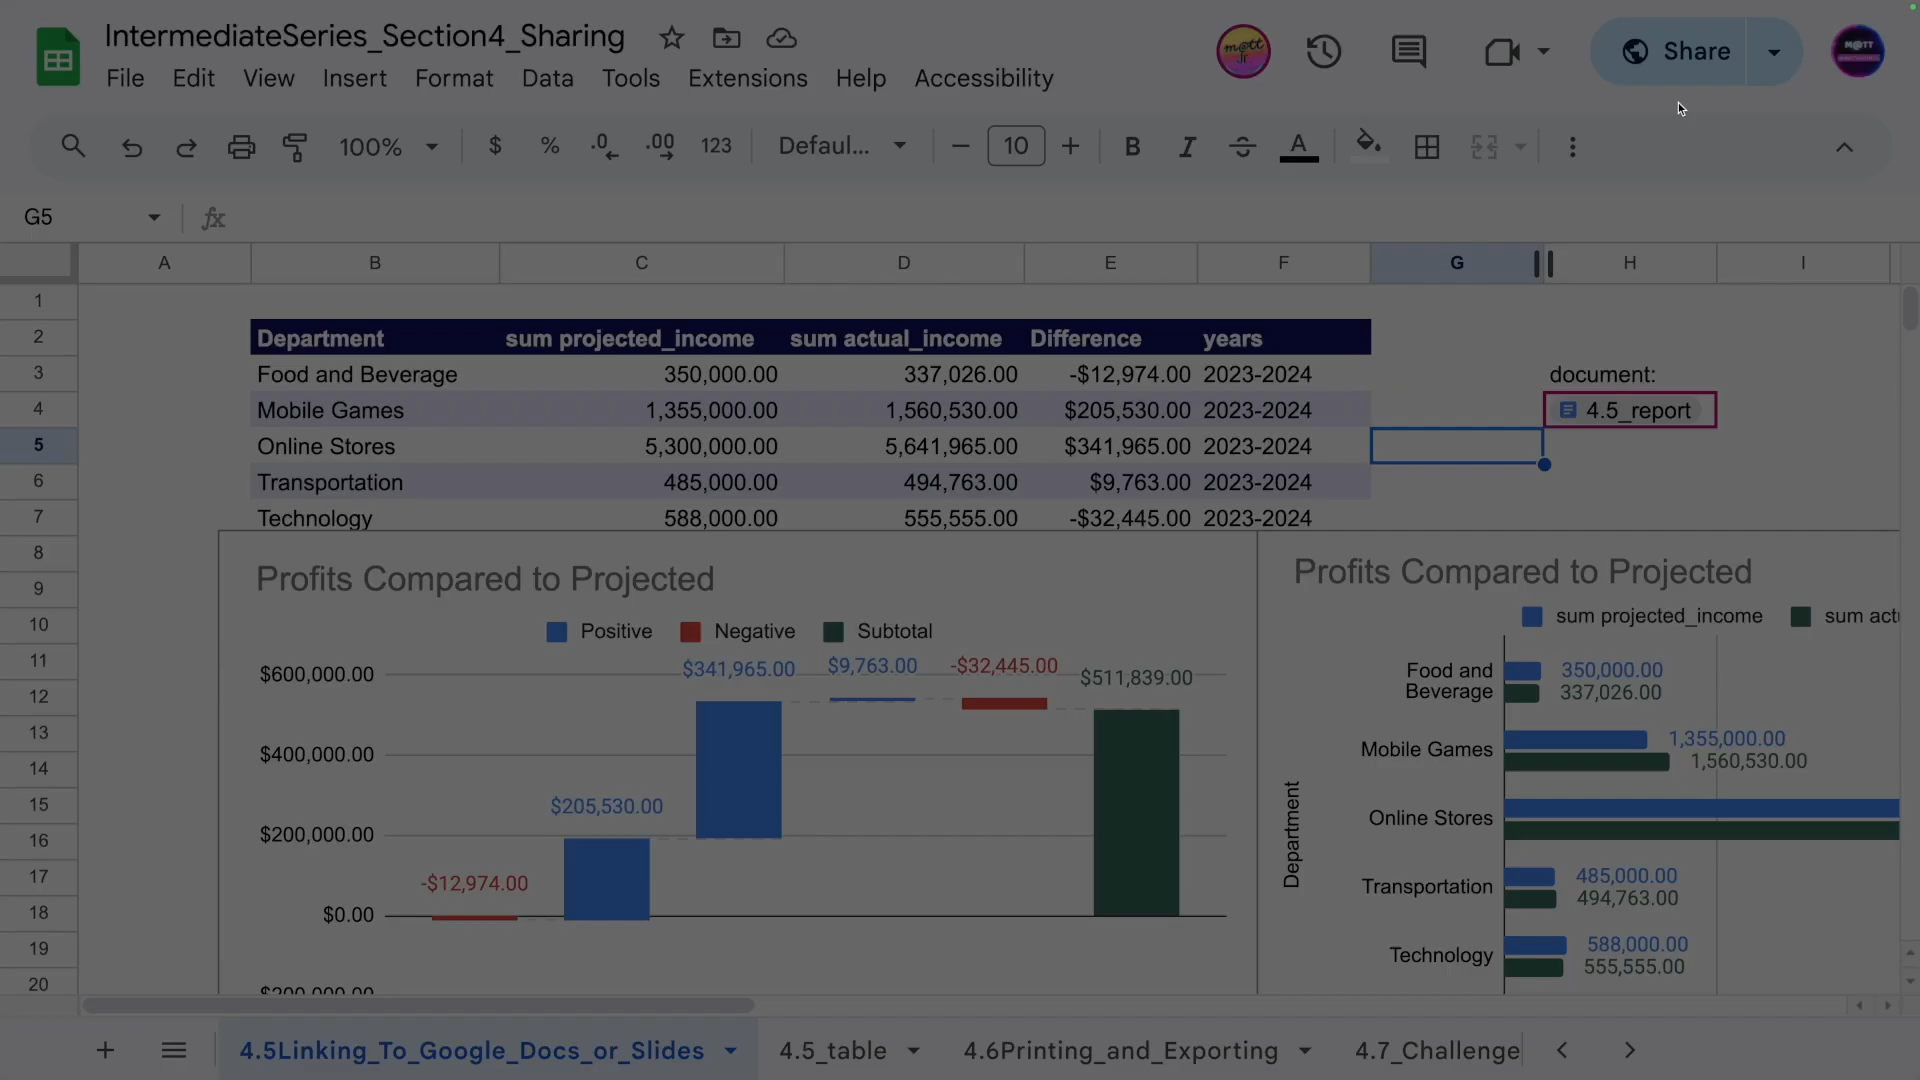 IntermediateSeries_Section4_Sharing
File Edit View Insert Format Data Tools Extensions Help Accessibility
m@tt jr
Share
M@TT
100% $ % .0 .00 123 Defaul... 10 B I A
G5 fx
A B C D E F G H I
1
2 Department sum projected_income sum actual_income Difference years
3 Food and Beverage 350,000.00 337,026.00 -$12,974.00 2023-2024 document:
4 Mobile Games 1,355,000.00 1,560,530.00 $205,530.00 2023-2024 4.5_report
5 Online Stores 5,300,000.00 5,641,965.00 $341,965.00 2023-2024
6 Transportation 485,000.00 494,763.00 $9,763.00 2023-2024
7 Technology 588,000.00 555,555.00 -$32,445.00 2023-2024
8
9
10
11
12
13
14
15
16
17
18
19
20
Profits Compared to Projected
Positive Negative Subtotal
$600,000.00
$400,000.00
$200,000.00
$0.00
-$12,974.00
$205,530.00
$341,965.00
$9,763.00
-$32,445.00
$511,839.00
Profits Compared to Projected
sum projected_income sum actu
Department
Food and
Beverage
350,000.00
337,026.00
Mobile Games
1,355,000.00
1,560,530.00
Online Stores
Transportation
485,000.00
494,763.00
Technology
588,000.00
555,555.00
4.5Linking_To_Google_Docs_or_Slides 4.5_table 4.6Printing_and_Exporting 4.7_Challenge